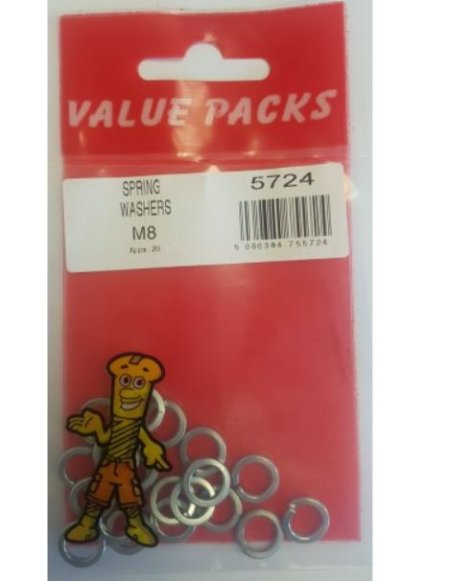 VALUE PACKS
SPRING
WASHERS
M8
Appx. 20
5724
5 060384 755724